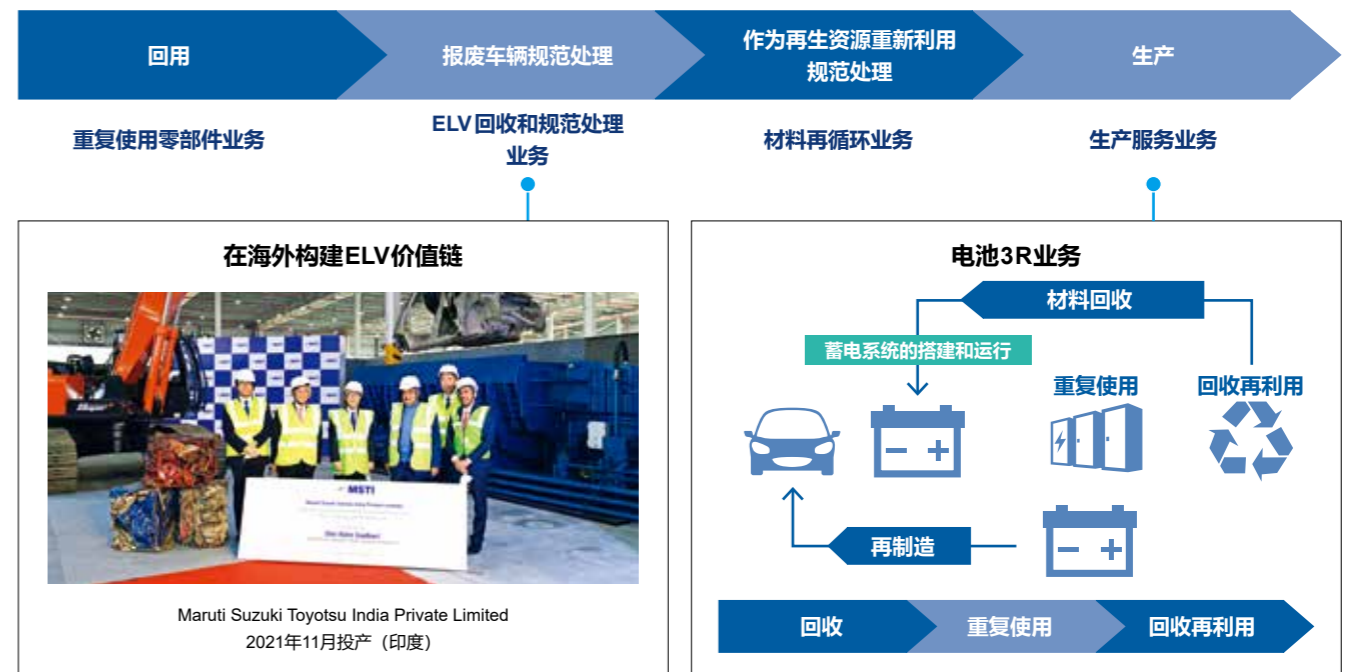 回用
报废车辆规范处理
作为再生资源重新利用
规范处理
生产
重复使用零部件业务
ELV回收和规范处理
业务
材料再循环业务
生产服务业务
在海外构建ELV价值链
MSTI
Maruti Suzuki Toyotsu India Private Limited
2021年11月投产（印度）
电池3R业务
材料回收
蓄电系统的搭建和运行
重复使用
回收再利用
再制造
回收
重复使用
回收再利用